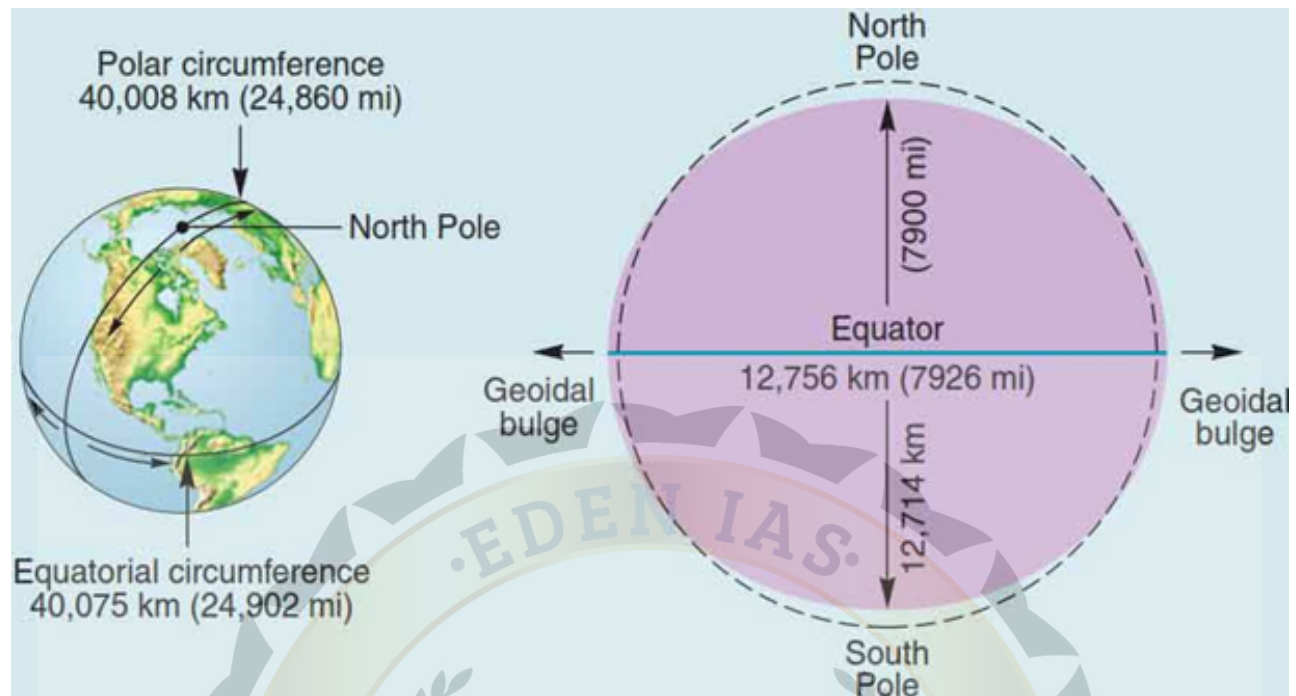 Polar circumference
40,008 km (24,860 mi)
North Pole
Equatorial circumference
40,075 km (24,902 mi)
North
Pole
(7900 mi)
Equator
12,756 km (7926 mi)
Geoidal
bulge
Geoidal
bulge
12,714 km
South
Pole
·EDEN IAS·